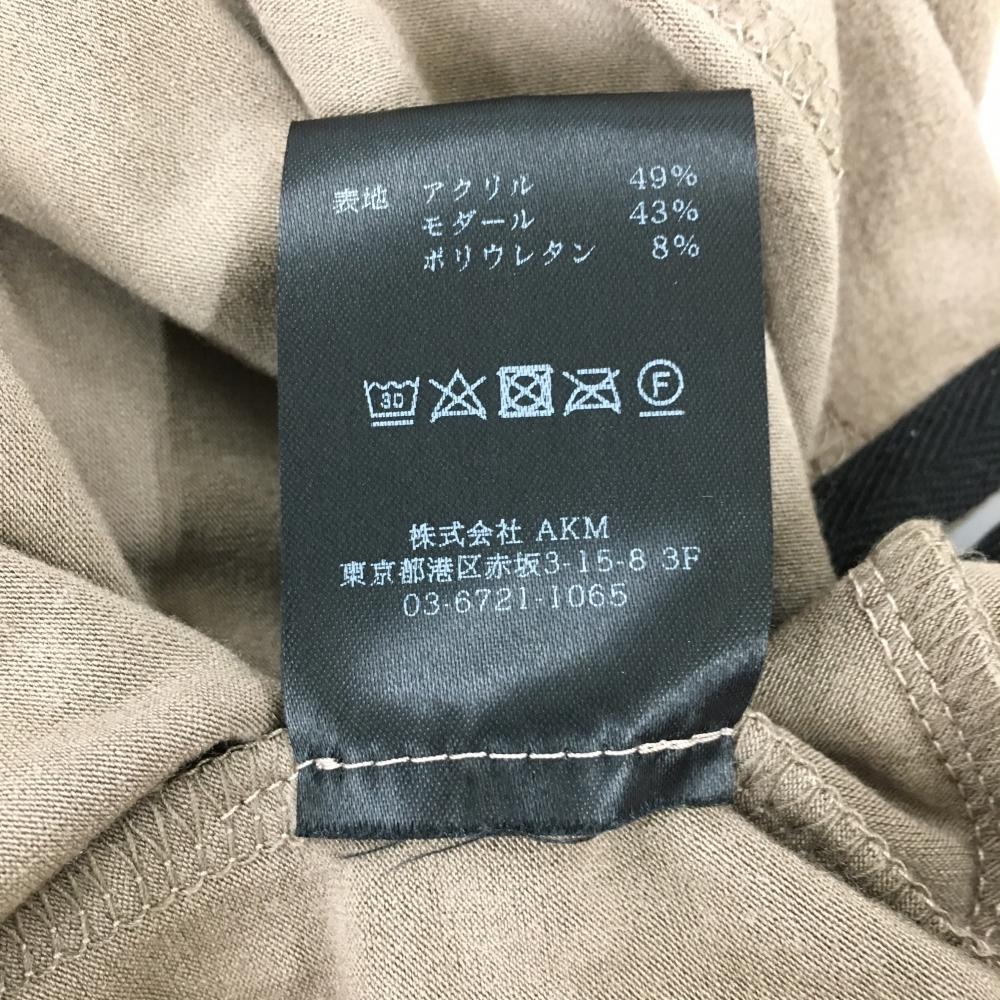 表地 アクリル 49%
モダール 43%
ポリウレタン 8%
30 F
株式会社 AKM
東京都港区赤坂3-15-8 3F
03-6721-1065